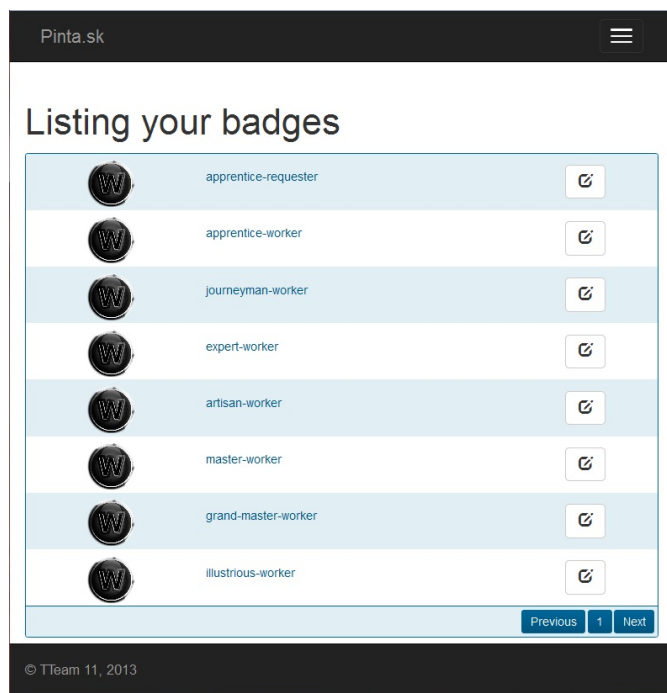 Pinta.sk
Listing your badges
W apprentice-requester
W apprentice-worker
W journeyman-worker
W expert-worker
W artisan-worker
W master-worker
W grand-master-worker
W illustrious-worker
Previous 1 Next
© TTeam 11, 2013